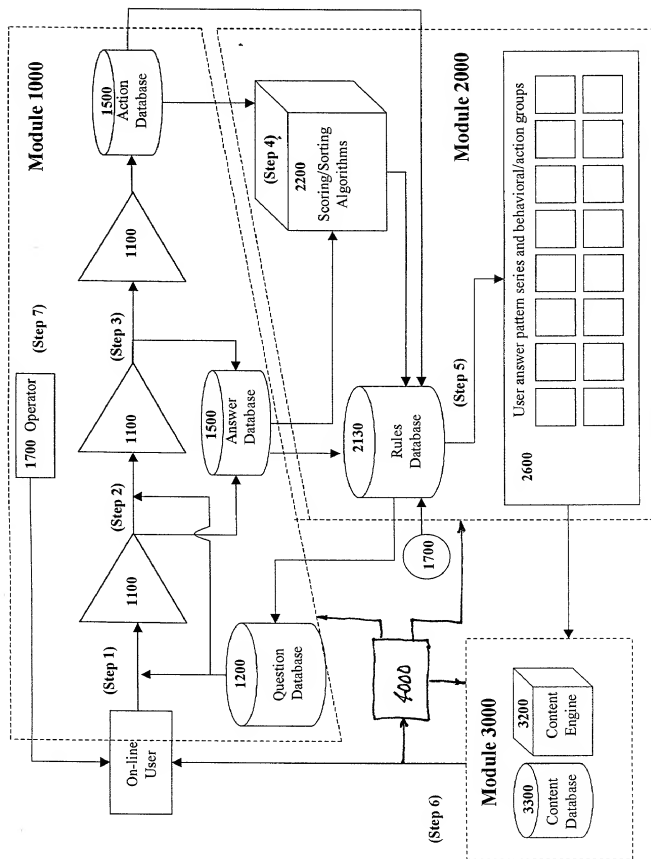 Module 1000
1500
Action
Database
(Step 4)
2200
Scoring/Sorting
Algorithms
Module 2000
User answer pattern series and behavioral/action groups
2600
1100
(Step 3)
(Step 7)
1700 Operator
1100
1500
Answer
Database
2130
Rules
Database
(Step 5)
(Step 2)
1100
1700
(Step 1)
1200
Question
Database
4000
On-line
User
(Step 6)
Module 3000
3200
Content
Engine
3300
Content
Database